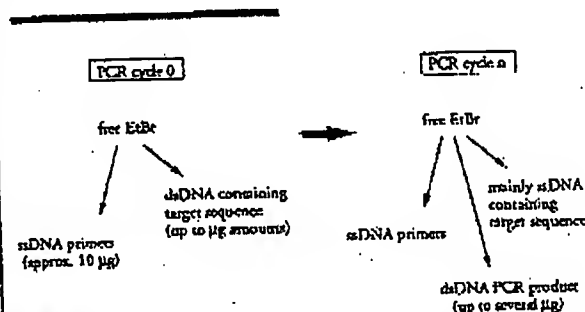 PCR cycle 0
free EtBr
dsDNA containing
target sequence
(up to µg amounts)
ssDNA primers
(approx. 10 µg)
PCR cycle n
free EtBr
mainly ssDNA
containing
target sequence
ssDNA primers
dsDNA PCR product
(up to several µg)